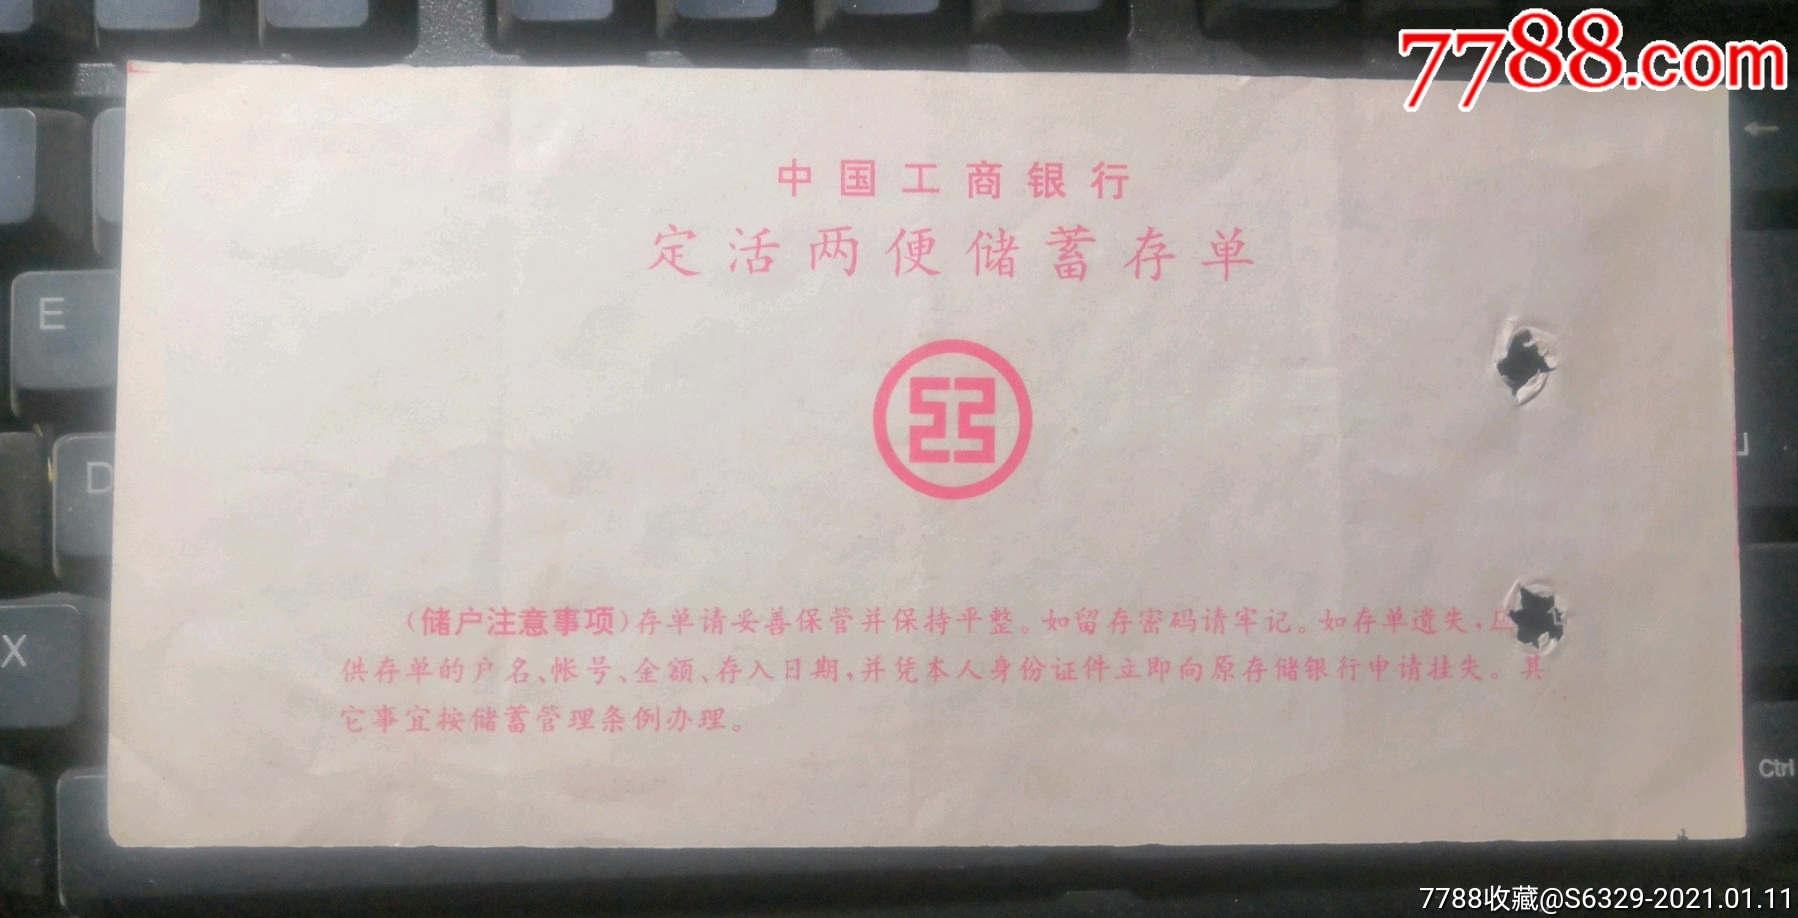 7788.com
中国工商银行
定活两便储蓄存单
E
D
X
Ctrl
(储户注意事项)存单请妥善保管并保持平整。如留存密码请牢记。如存单遗失,应
供存单的户名、帐号、金额、存入日期,并凭本人身份证件立即向原存储银行申请挂失。其
它事宜按储蓄管理条例办理。
7788收藏@S6329-2021.01.11